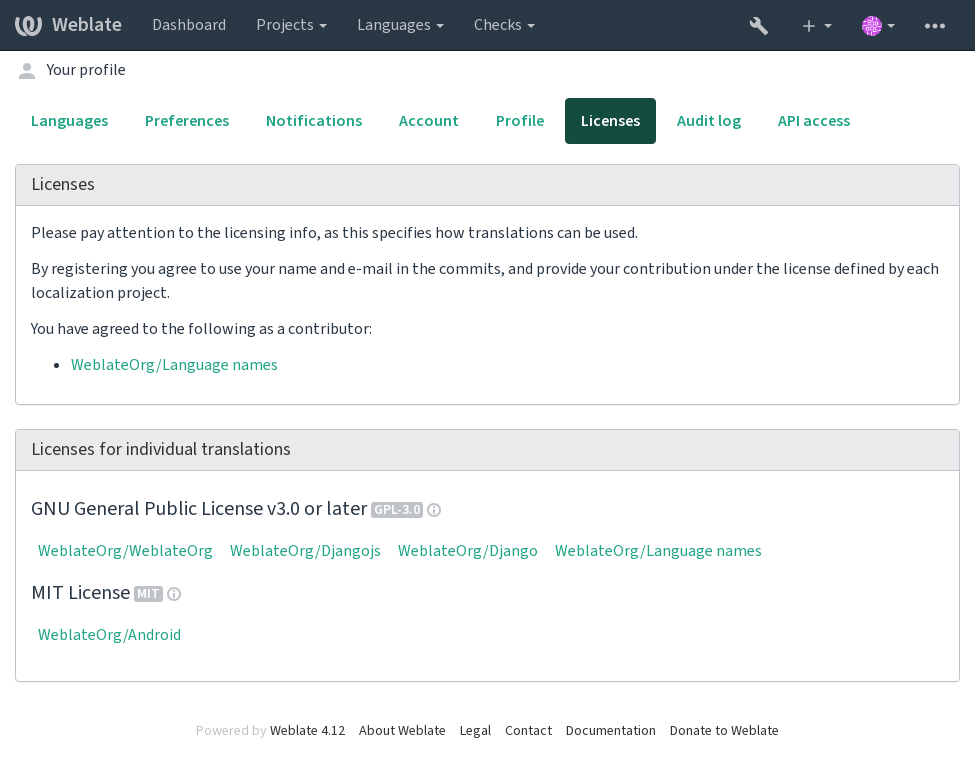 Weblate Dashboard Projects Languages Checks
Your profile
Languages Preferences Notifications Account Profile Licenses Audit log API access
Licenses
Please pay attention to the licensing info, as this specifies how translations can be used.
By registering you agree to use your name and e-mail in the commits, and provide your contribution under the license defined by each
localization project.
You have agreed to the following as a contributor:
WeblateOrg/Language names
Licenses for individual translations
GNU General Public License v3.0 or later GPL-3.0
WeblateOrg/WeblateOrg WeblateOrg/Djangojs WeblateOrg/Django WeblateOrg/Language names
MIT License MIT
WeblateOrg/Android
Powered by Weblate 4.12 About Weblate Legal Contact Documentation Donate to Weblate